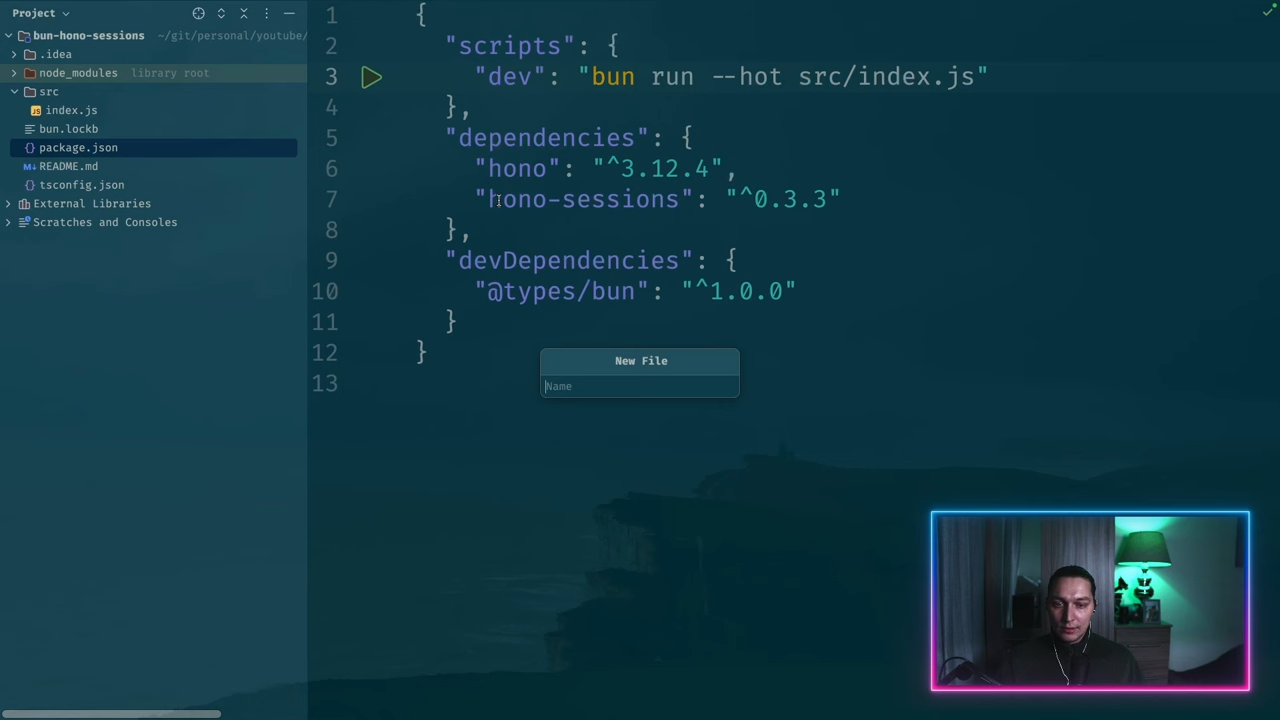 Project
bun-hono-sessions ~/git/personal/youtube/
.idea
node_modules library root
src
index.js
bun.lockb
package.json
README.md
tsconfig.json
External Libraries
Scratches and Consoles
1 {
2 "scripts": {
3 "dev": "bun run --hot src/index.js"
4 },
5 "dependencies": {
6 "hono": "^3.12.4",
7 "hono-sessions": "^0.3.3"
8 },
9 "devDependencies": {
10 "@types/bun": "^1.0.0"
11 }
12 }
13
New File
Name